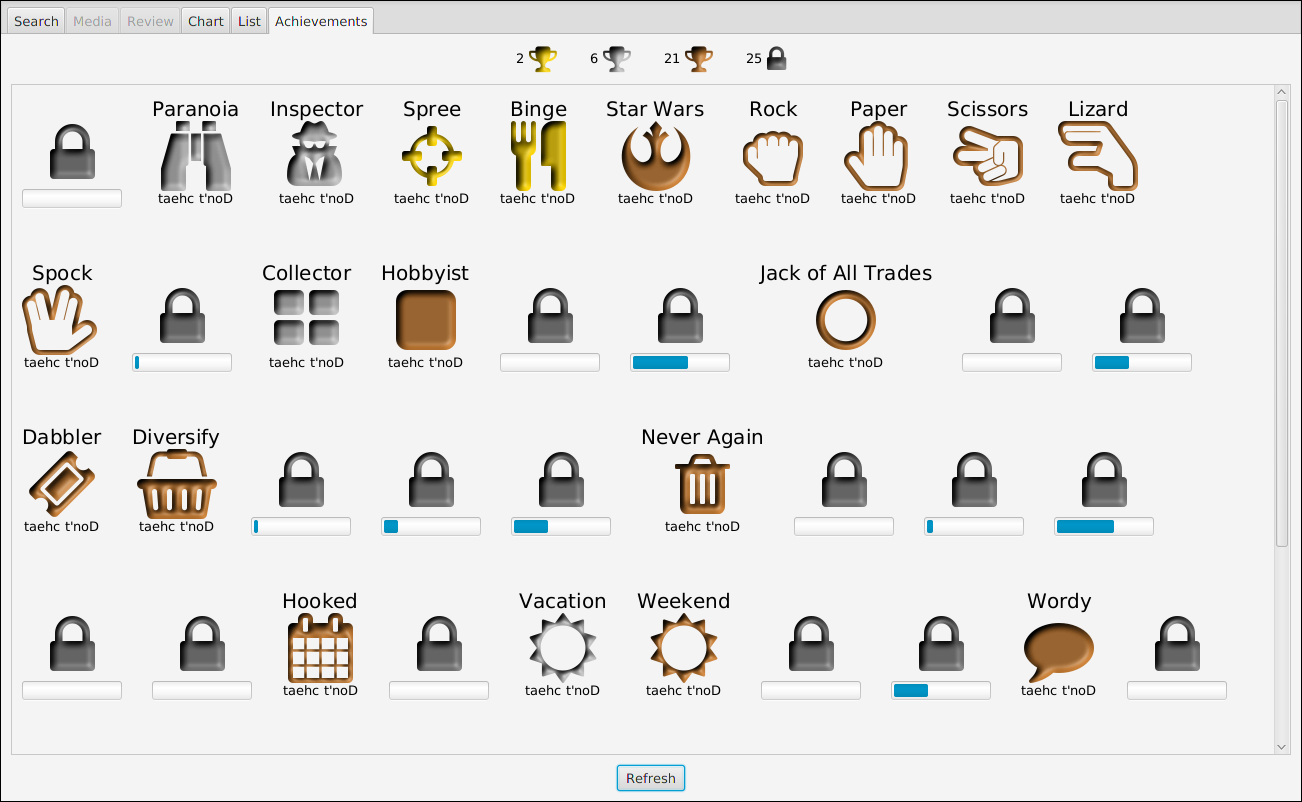 Search Media Review Chart List Achievements
2 6 21 25
Paranoia Inspector Spree Binge Star Wars Rock Paper Scissors Lizard
taehc t'noD taehc t'noD taehc t'noD taehc t'noD taehc t'noD taehc t'noD taehc t'noD taehc t'noD taehc t'noD
Spock Collector Hobbyist Jack of All Trades
taehc t'noD taehc t'noD taehc t'noD taehc t'noD
Dabbler Diversify Never Again
taehc t'noD taehc t'noD taehc t'noD
Hooked Vacation Weekend Wordy
taehc t'noD taehc t'noD taehc t'noD taehc t'noD
Refresh